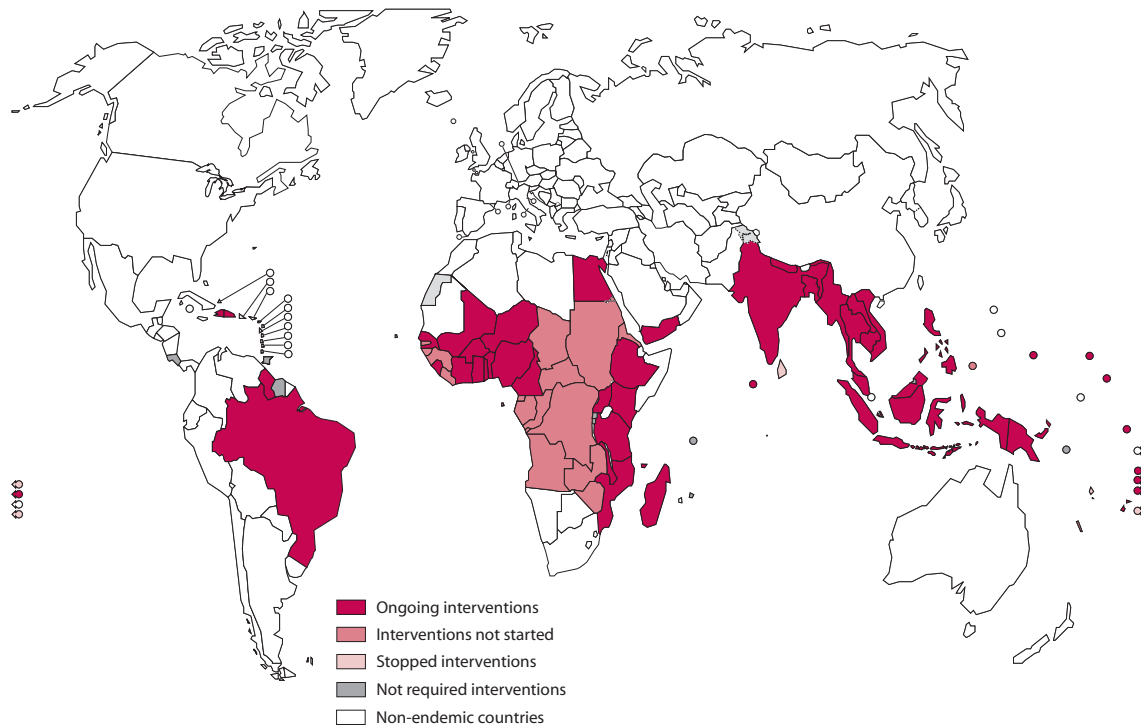 Ongoing interventions
Interventions not started
Stopped interventions
Not required interventions
Non-endemic countries